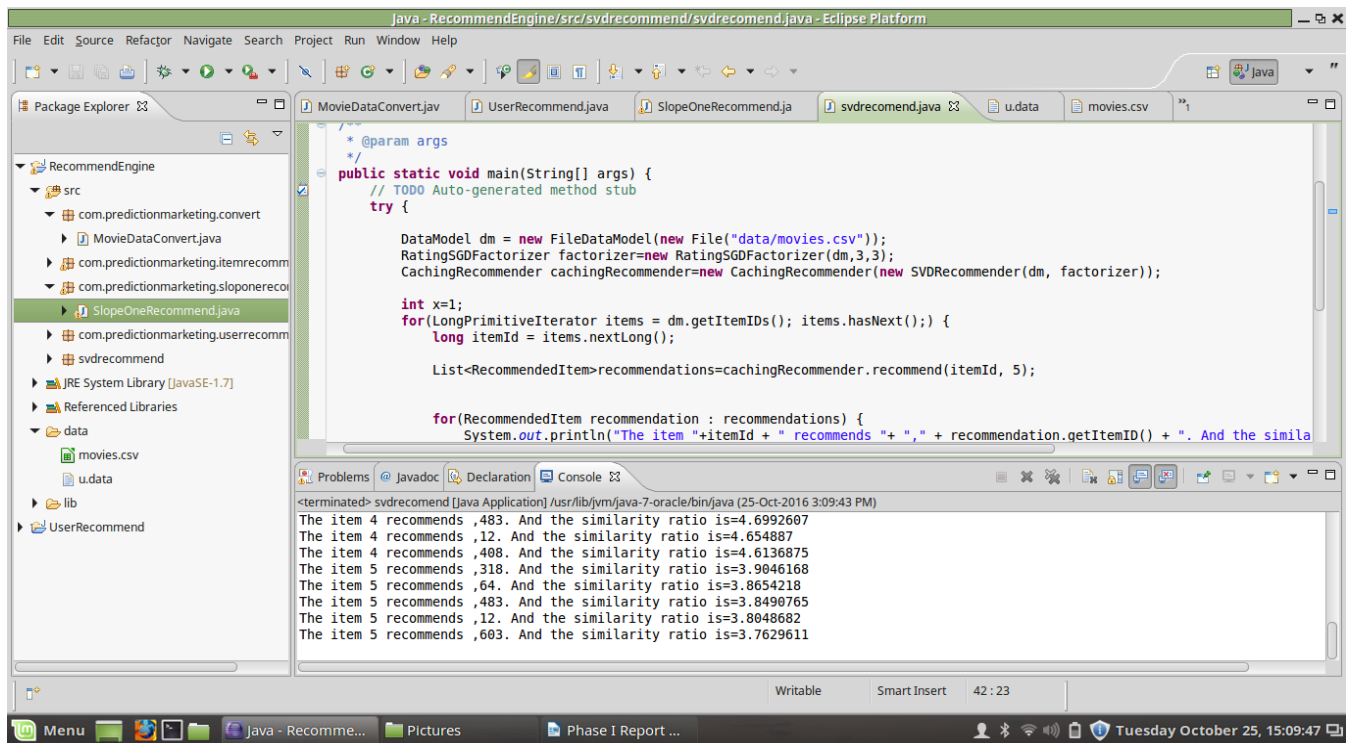 Java - RecommendEngine/src/svdrecommend/svdrecomend.java - Eclipse Platform
File Edit Source Refactor Navigate Search Project Run Window Help
Java
Package Explorer
MovieDataConvert.jav
UserRecommend.java
SlopeOneRecommend.ja
svdrecomend.java
u.data
movies.csv
»1
RecommendEngine
src
com.predictionmarketing.convert
MovieDataConvert.java
com.predictionmarketing.itemrecomm
com.predictionmarketing.sloponerecon
SlopeOneRecommend.java
com.predictionmarketing.userrecomm
svdrecommend
JRE System Library [JavaSE-1.7]
Referenced Libraries
data
movies.csv
u.data
lib
UserRecommend
/**
* @param args
*/
public static void main(String[] args) {
// TODO Auto-generated method stub
try {
DataModel dm = new FileDataModel(new File("data/movies.csv"));
RatingSGDFactorizer factorizer=new RatingSGDFactorizer(dm,3,3);
CachingRecommender cachingRecommender=new CachingRecommender(new SVDRecommender(dm, factorizer));
int x=1;
for(LongPrimitiveIterator items = dm.getItemIDs(); items.hasNext();) {
long itemId = items.nextLong();
List<RecommendedItem>recommendations=cachingRecommender.recommend(itemId, 5);
for(RecommendedItem recommendation : recommendations) {
System.out.println("The item "+itemId + " recommends "+ "," + recommendation.getItemID() + ". And the simila
Problems
@ Javadoc
Declaration
Console
<terminated> svdrecomend [Java Application] /usr/lib/jvm/java-7-oracle/bin/java (25-Oct-2016 3:09:43 PM)
The item 4 recommends ,483. And the similarity ratio is=4.6992607
The item 4 recommends ,12. And the similarity ratio is=4.654887
The item 4 recommends ,408. And the similarity ratio is=4.6136875
The item 5 recommends ,318. And the similarity ratio is=3.9046168
The item 5 recommends ,64. And the similarity ratio is=3.8654218
The item 5 recommends ,483. And the similarity ratio is=3.8490765
The item 5 recommends ,12. And the similarity ratio is=3.8048682
The item 5 recommends ,603. And the similarity ratio is=3.7629611
Writable
Smart Insert
42 : 23
Menu
Java - Recomme...
Pictures
Phase I Report ...
Tuesday October 25, 15:09:47